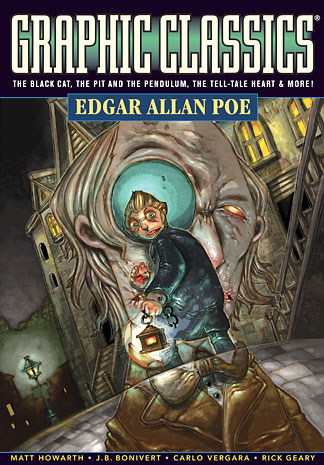 GRAPHIC CLASSICS®
THE BLACK CAT, THE PIT AND THE PENDULUM, THE TELL-TALE HEART & MORE!
EDGAR ALLAN POE
MATT HOWARTH • J.B. BONIVERT • CARLO VERGARA • RICK GEARY